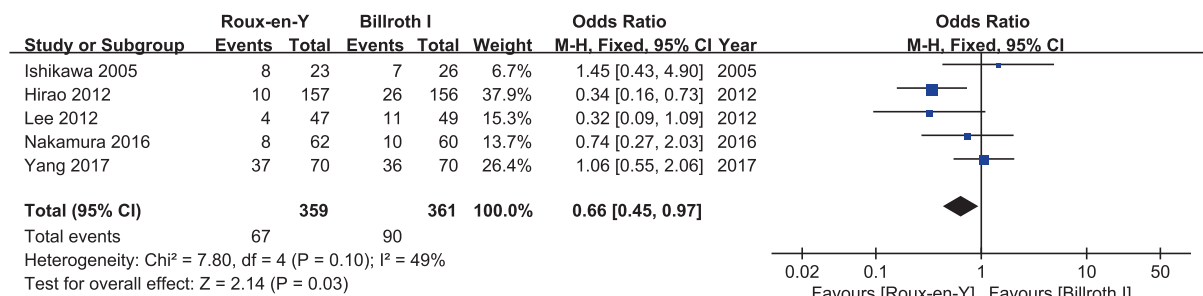 Roux-en-Y Billroth I Odds Ratio Odds Ratio
Study or Subgroup Events Total Events Total Weight M-H, Fixed, 95% CI Year M-H, Fixed, 95% CI
Ishikawa 2005 8 23 7 26 6.7% 1.45 [0.43, 4.90] 2005
Hirao 2012 10 157 26 156 37.9% 0.34 [0.16, 0.73] 2012
Lee 2012 4 47 11 49 15.3% 0.32 [0.09, 1.09] 2012
Nakamura 2016 8 62 10 60 13.7% 0.74 [0.27, 2.03] 2016
Yang 2017 37 70 36 70 26.4% 1.06 [0.55, 2.06] 2017
Total (95% CI) 359 361 100.0% 0.66 [0.45, 0.97]
Total events 67 90
Heterogeneity: Chi² = 7.80, df = 4 (P = 0.10); I² = 49%
Test for overall effect: Z = 2.14 (P = 0.03)
0.02 0.1 1 10 50
Favours [Roux-en-Y] Favours [Billroth I]